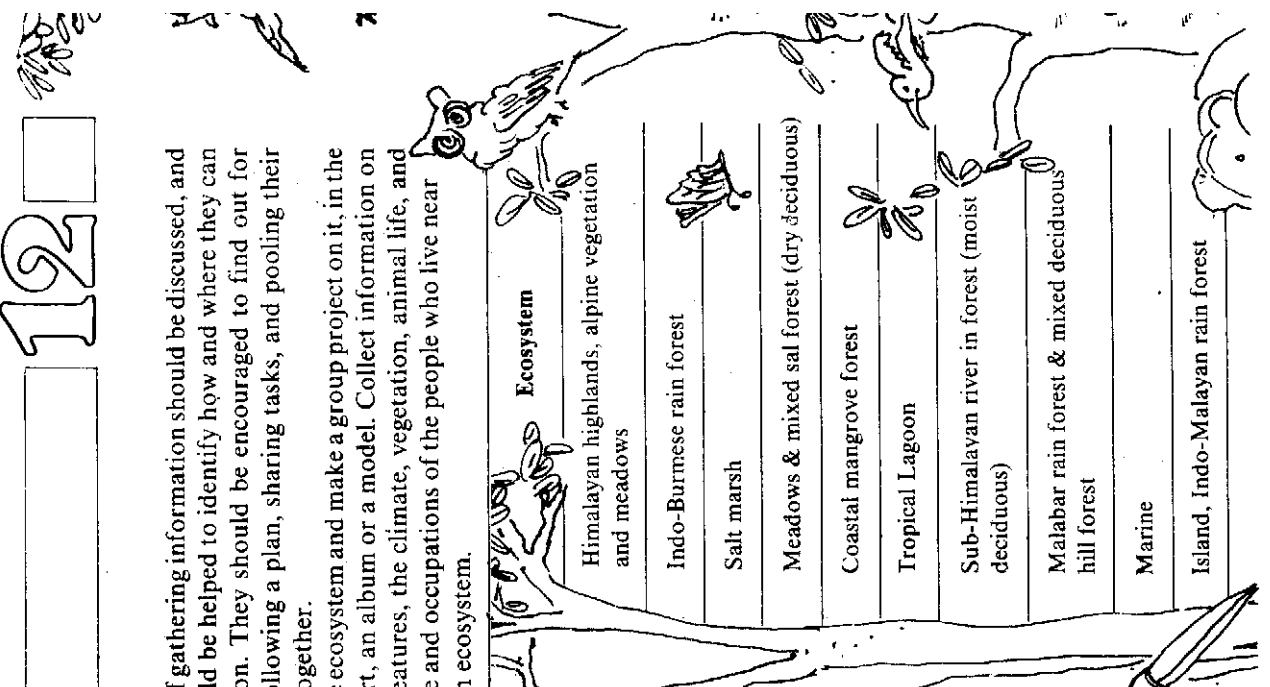 12
f gathering information should be discussed, and
ld be helped to identify how and where they can
on. They should be encouraged to find out for
ollowing a plan, sharing tasks, and pooling their
ogether.
e ecosystem and make a group project on it, in the
rt, an album or a model. Collect information on
eatures, the climate, vegetation, animal life, and
e and occupations of the people who live near
n ecosystem.
Ecosystem
Himalayan highlands, alpine vegetation
and meadows
Indo-Burmese rain forest
Salt marsh
Meadows & mixed sal forest (dry deciduous)
Coastal mangrove forest
Tropical Lagoon
Sub-Himalayan river in forest (moist
deciduous)
Malabar rain forest & mixed deciduous
hill forest
Marine
Island, Indo-Malayan rain forest